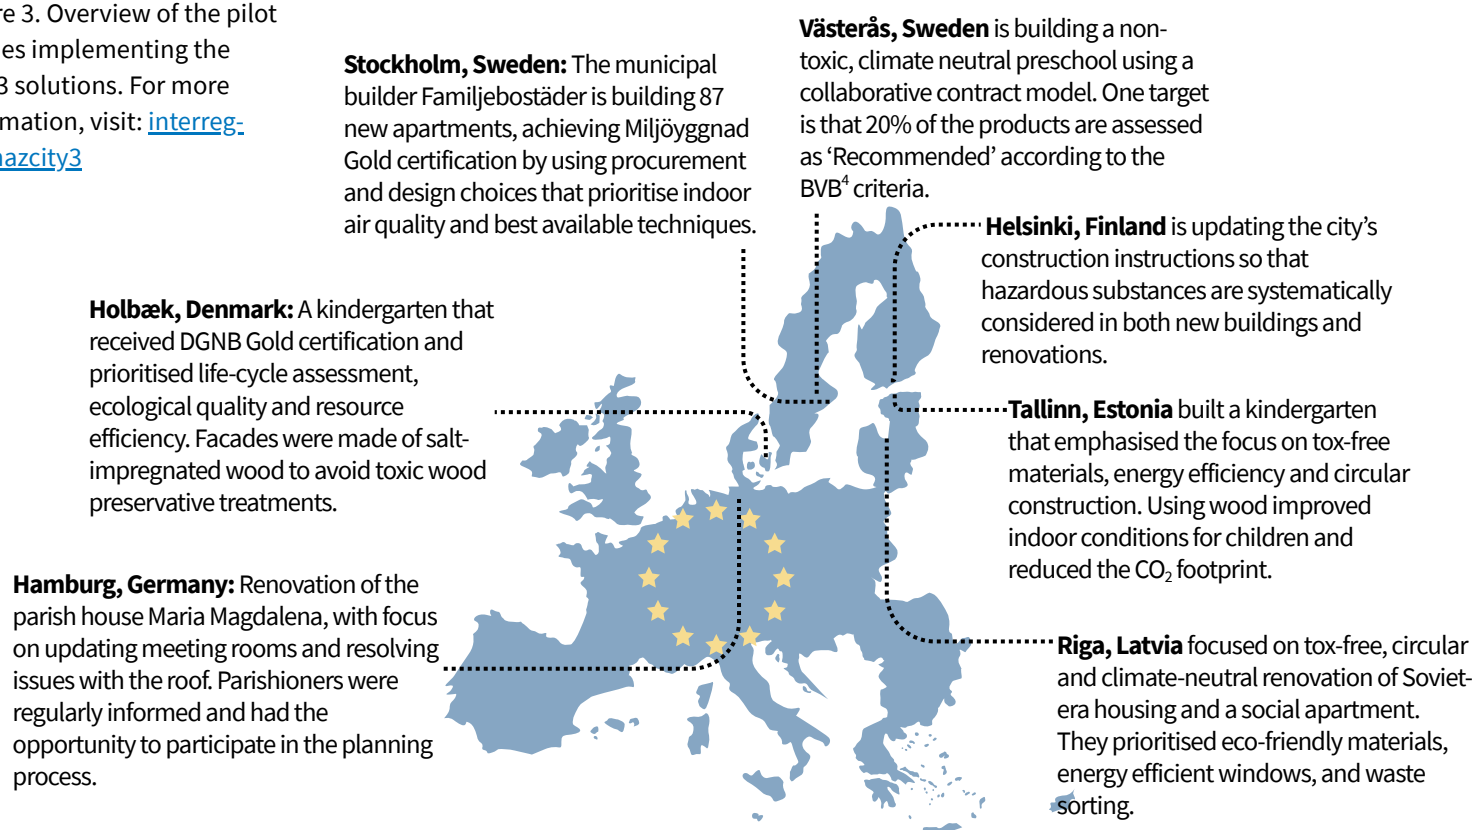 re 3. Overview of the pilot
es implementing the
3 solutions. For more
mation, visit: interreg-
azcity3
Stockholm, Sweden: The municipal
builder Familjebostäder is building 87
new apartments, achieving Miljöyggnad
Gold certification by using procurement
and design choices that prioritise indoor
air quality and best available techniques.
Västerås, Sweden is building a non-
toxic, climate neutral preschool using a
collaborative contract model. One target
is that 20% of the products are assessed
as ‘Recommended’ according to the
BVB⁴ criteria.
Helsinki, Finland is updating the city’s
construction instructions so that
hazardous substances are systematically
considered in both new buildings and
renovations.
Holbæk, Denmark: A kindergarten that
received DGNB Gold certification and
prioritised life-cycle assessment,
ecological quality and resource
efficiency. Facades were made of salt-
impregnated wood to avoid toxic wood
preservative treatments.
Tallinn, Estonia built a kindergarten
that emphasised the focus on tox-free
materials, energy efficiency and circular
construction. Using wood improved
indoor conditions for children and
reduced the CO₂ footprint.
Hamburg, Germany: Renovation of the
parish house Maria Magdalena, with focus
on updating meeting rooms and resolving
issues with the roof. Parishioners were
regularly informed and had the
opportunity to participate in the planning
process.
Riga, Latvia focused on tox-free, circular
and climate-neutral renovation of Soviet-
era housing and a social apartment.
They prioritised eco-friendly materials,
energy efficient windows, and waste
sorting.